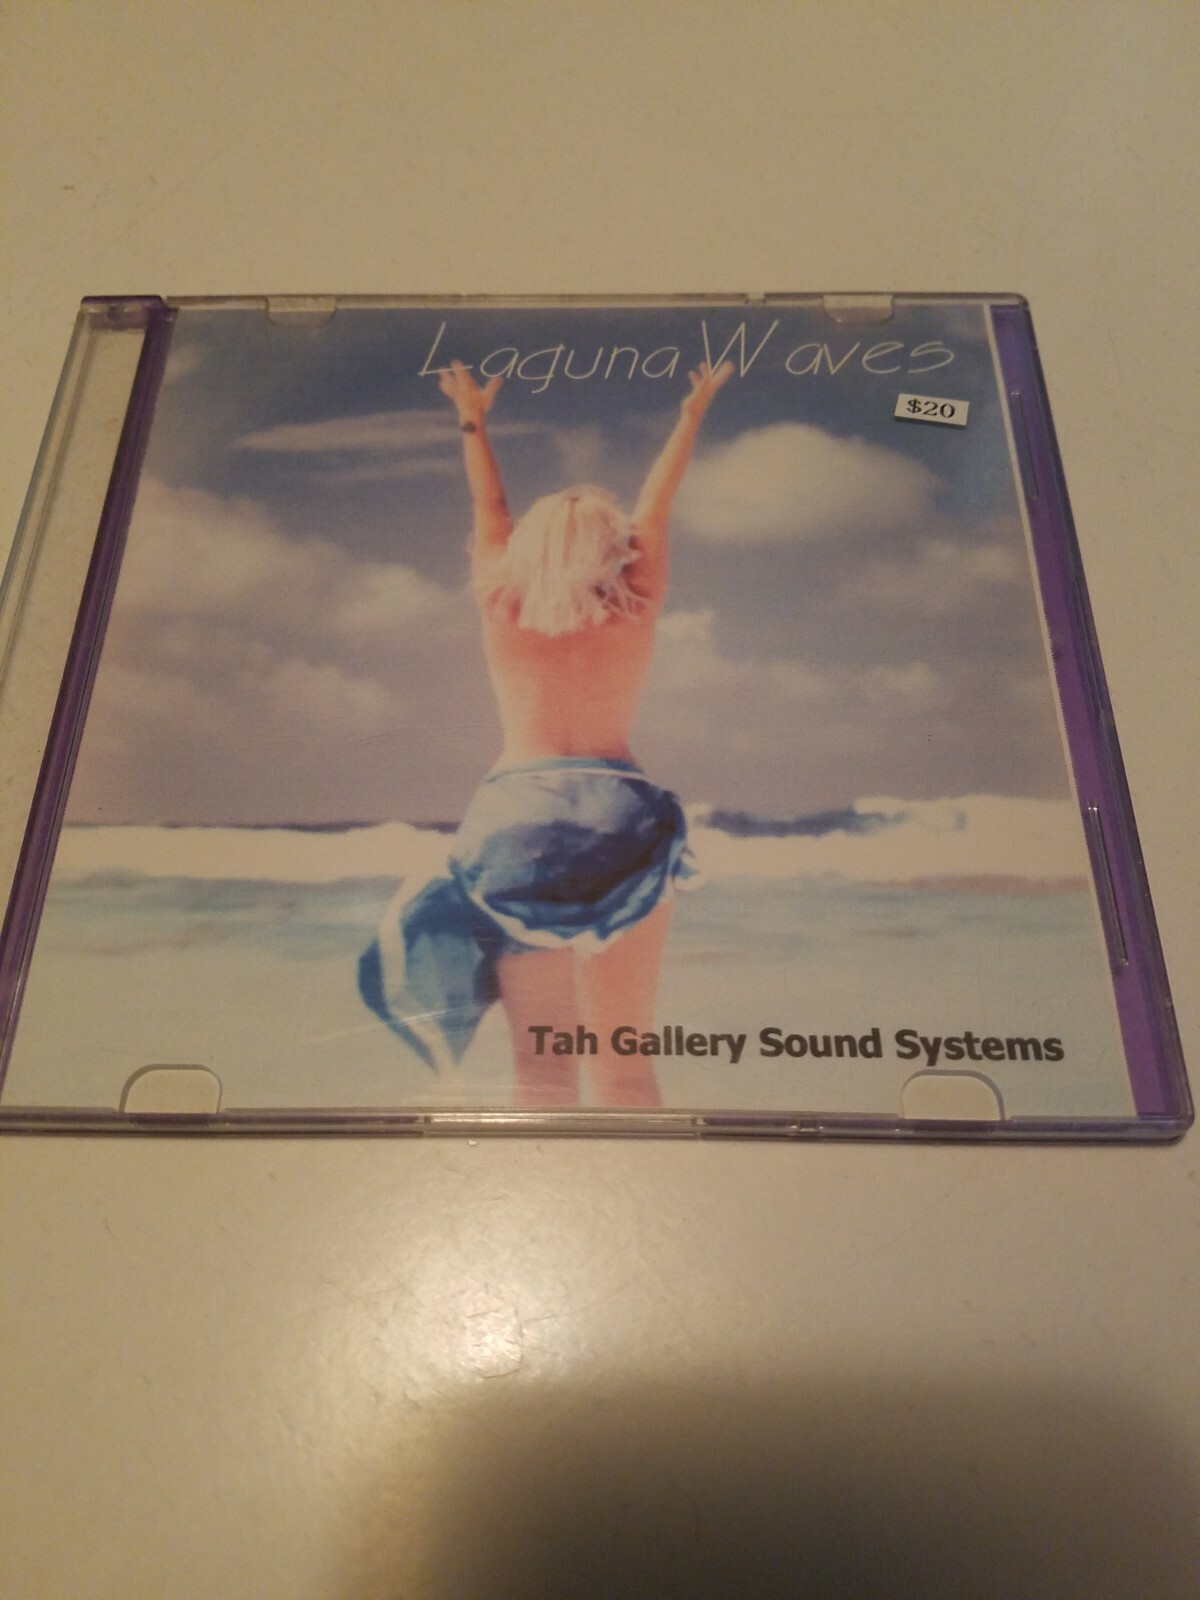 Laguna Waves
$20
Tah Gallery Sound Systems